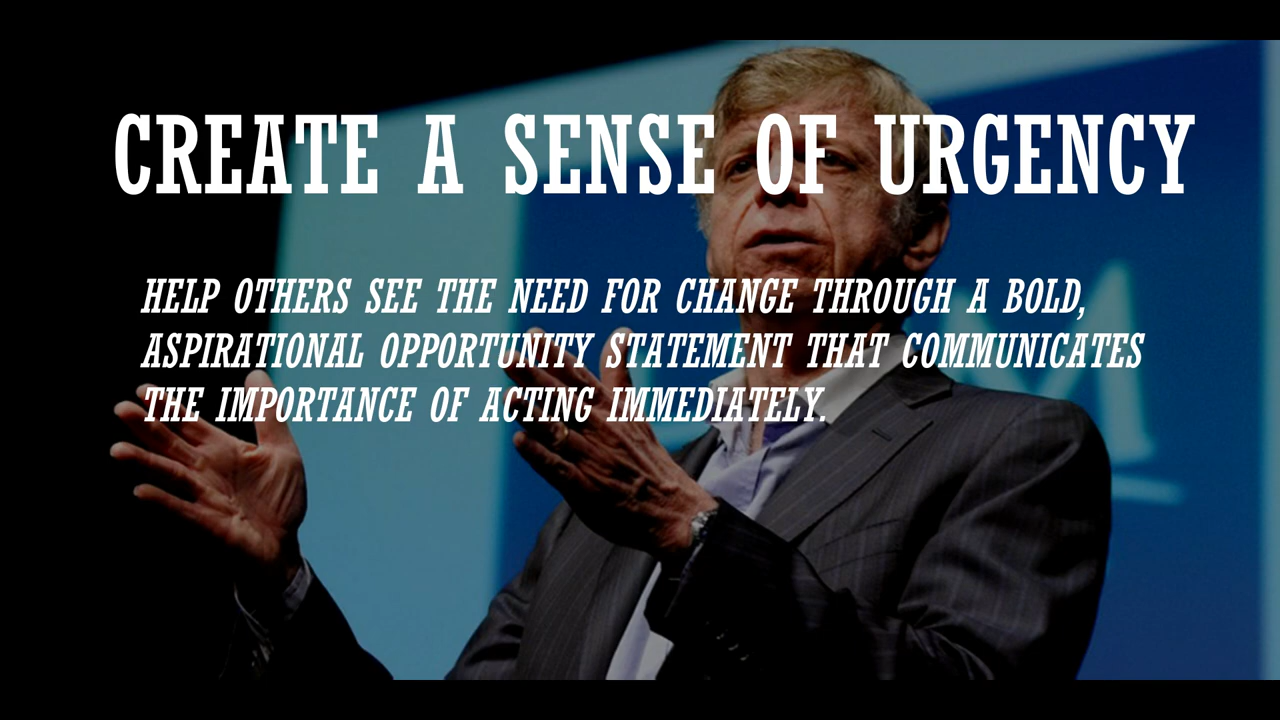 CREATE A SENSE OF URGENCY
HELP OTHERS SEE THE NEED FOR CHANGE THROUGH A BOLD,
ASPIRATIONAL OPPORTUNITY STATEMENT THAT COMMUNICATES
THE IMPORTANCE OF ACTING IMMEDIATELY.